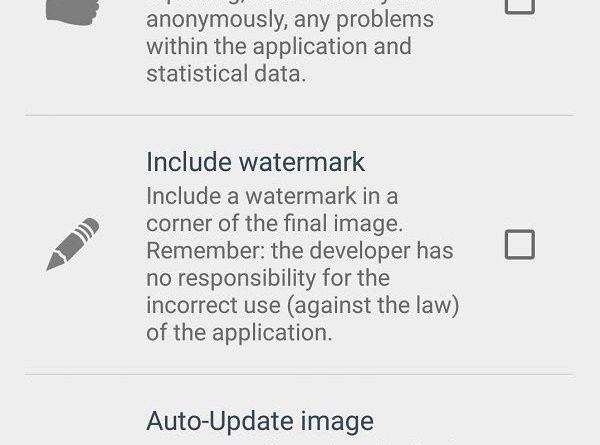 anonymously, any problems
within the application and
statistical data.
Include watermark
Include a watermark in a
corner of the final image.
Remember: the developer has
no responsibility for the
incorrect use (against the law)
of the application.
Auto-Update image